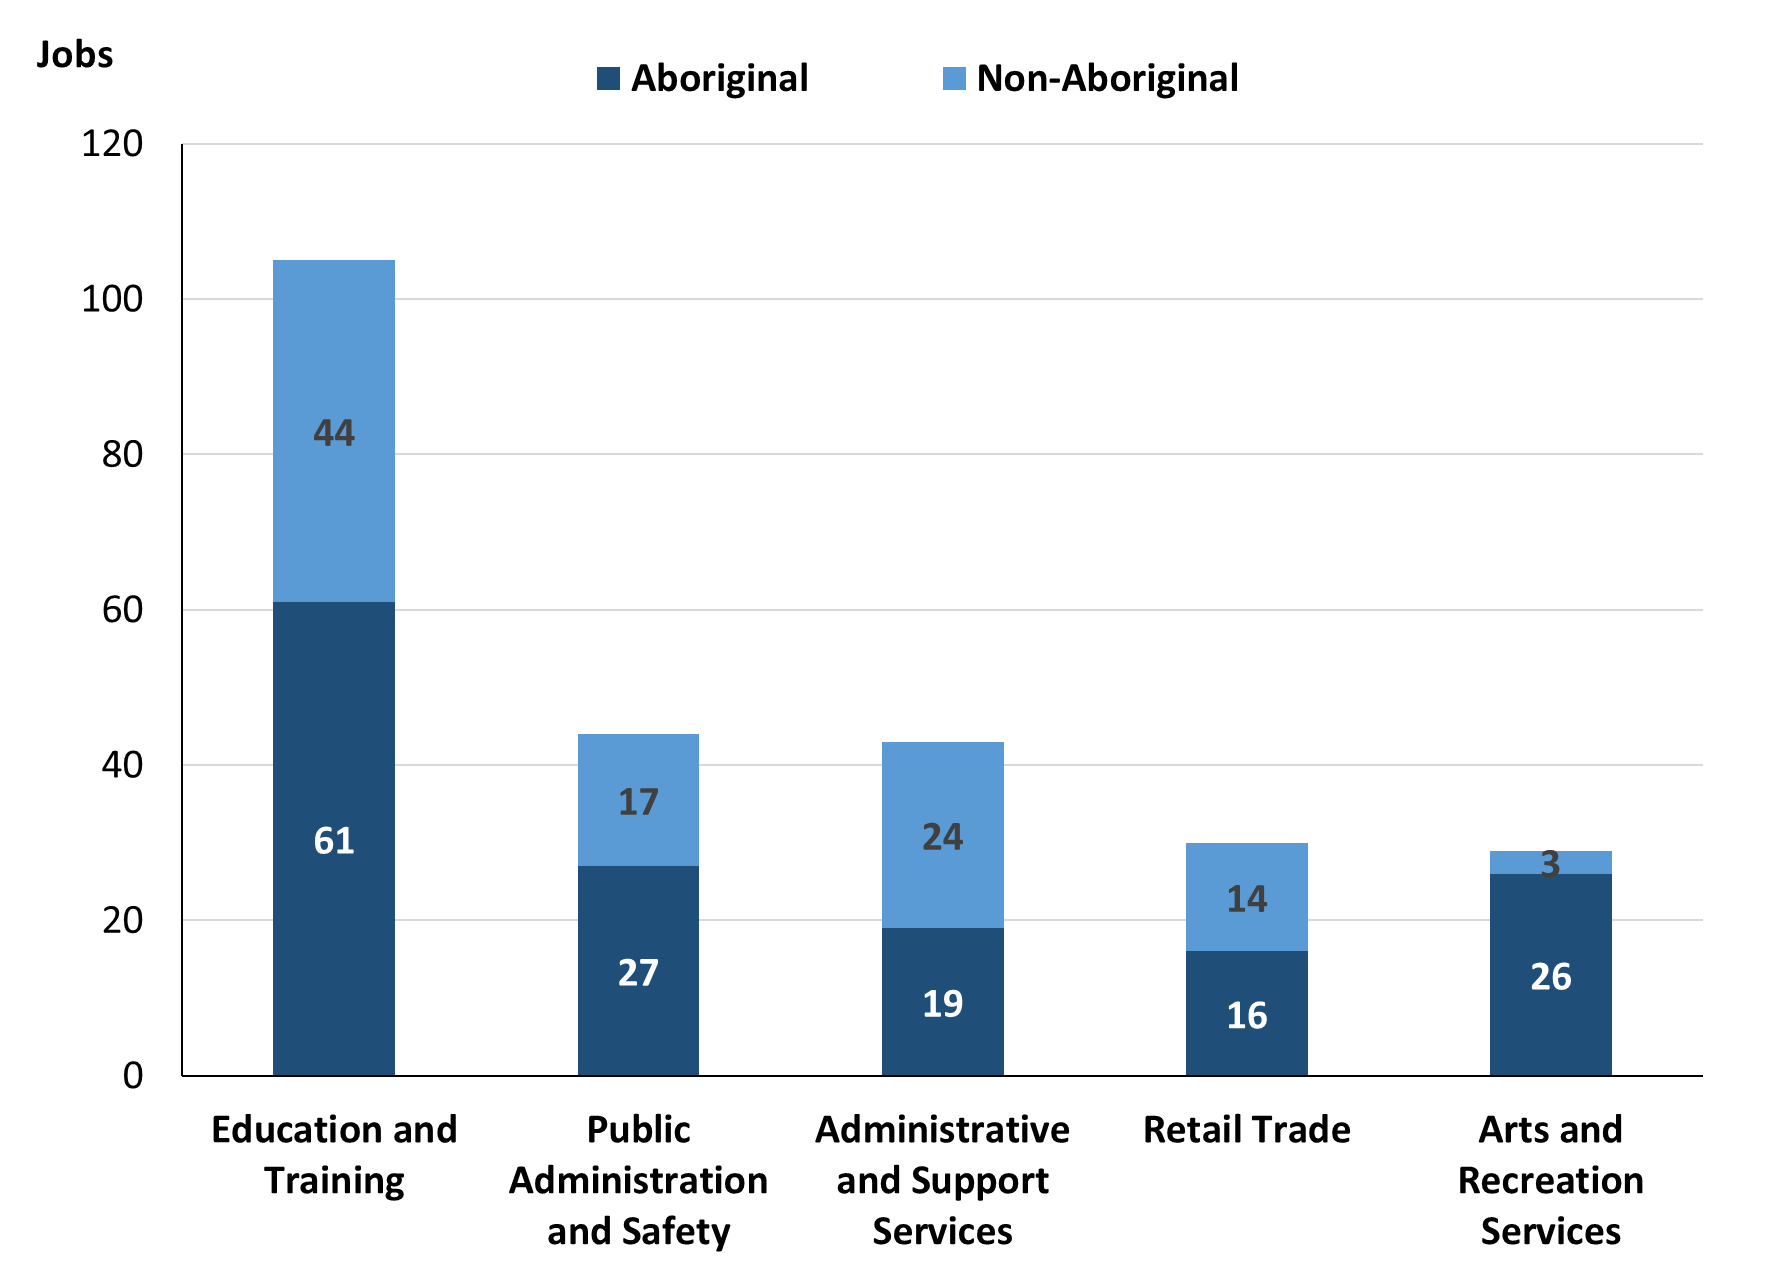 Jobs
Aboriginal
Non-Aboriginal
120
100
80
60
40
20
0
44
61
17
27
24
19
14
16
3
26
Education and
Training
Public
Administration
and Safety
Administrative
and Support
Services
Retail Trade
Arts and
Recreation
Services